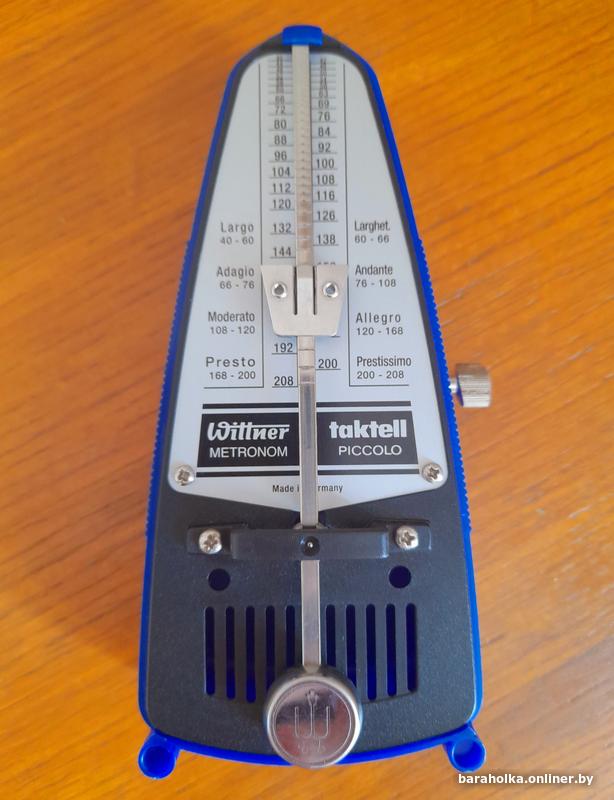 66
69
72
76
80
84
88
92
96
100
104
108
112
116
120
126
Largo
40 - 60
132
Larghet.
60 - 66
138
144
Adagio
66 - 76
Andante
76 - 108
Moderato
108 - 120
Allegro
120 - 168
192
Presto
168 - 200
200
Prestissimo
200 - 208
208
Wittner
METRONOM
taktell
PICCOLO
baraholka.onliner.by